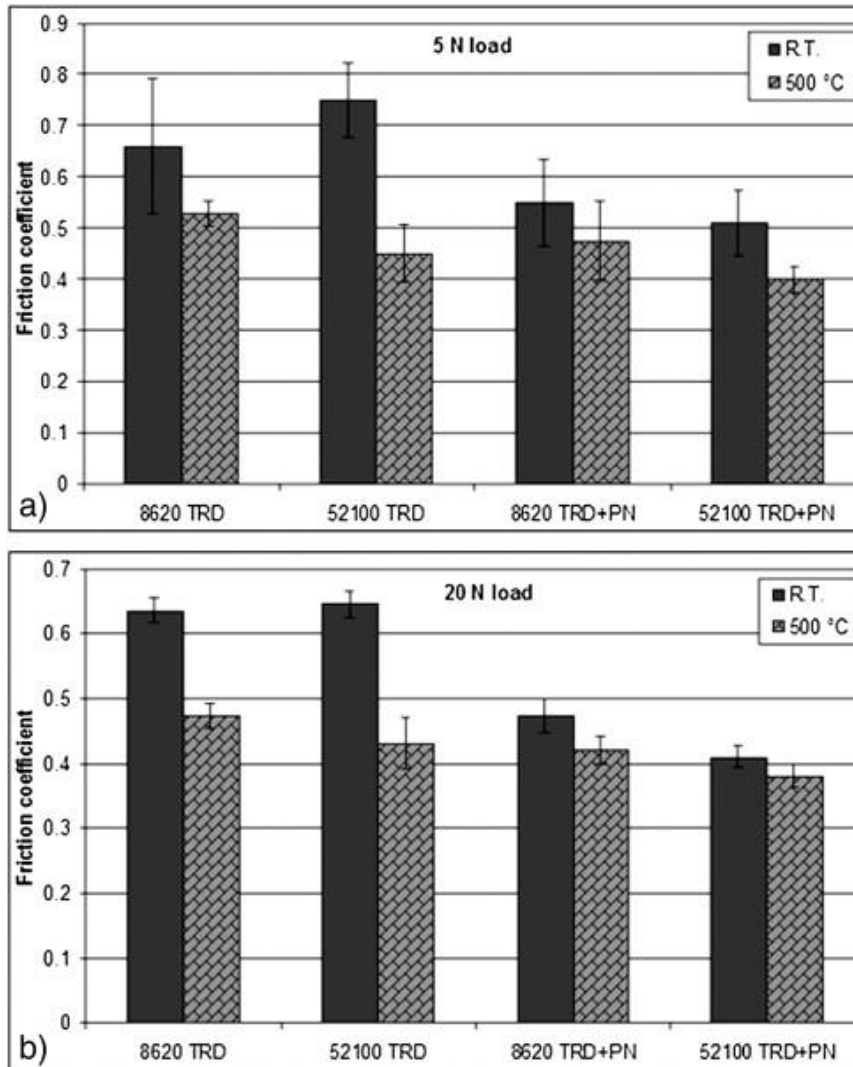 5 N load
R.T.
500 °C
Friction coefficient
0.9
0.8
0.7
0.6
0.5
0.4
0.3
0.2
0.1
0
8620 TRD 52100 TRD 8620 TRD+PN 52100 TRD+PN
a)
20 N load
R.T.
500 °C
Friction coefficient
0.7
0.6
0.5
0.4
0.3
0.2
0.1
0
8620 TRD 52100 TRD 8620 TRD+PN 52100 TRD+PN
b)